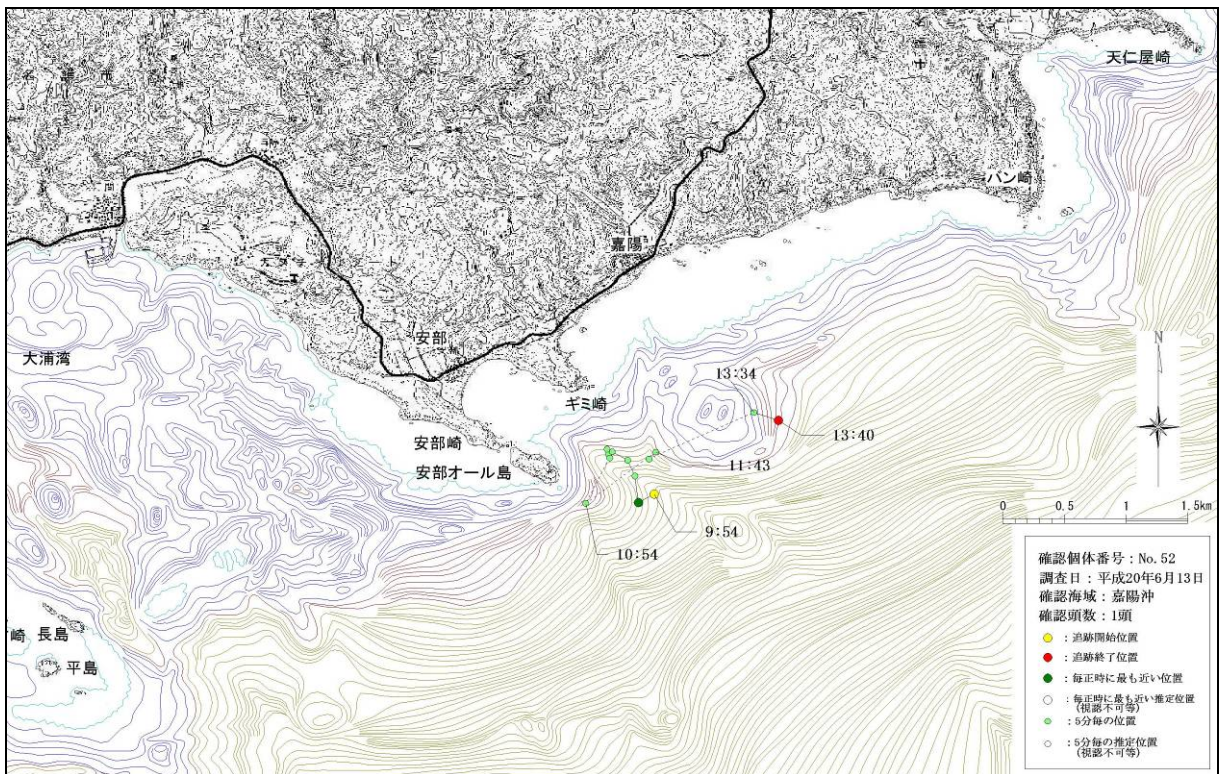 天仁屋崎
バン崎
嘉陽
安部
大浦湾
ギミ崎
安部崎
安部オール島
13:34
13:40
11:43
9:54
10:54
N
0 0.5 1 1.5km
長島
平島
崎
確認個体番号：No.52
調査日：平成20年6月13日
確認海域：嘉陽沖
確認頭数：1頭
：追跡開始位置
：追跡終了位置
：毎正時に最も近い位置
：毎正時に最も近い推定位置
(視認不可等)
：5分毎の位置
：5分毎の推定位置
(視認不可等)